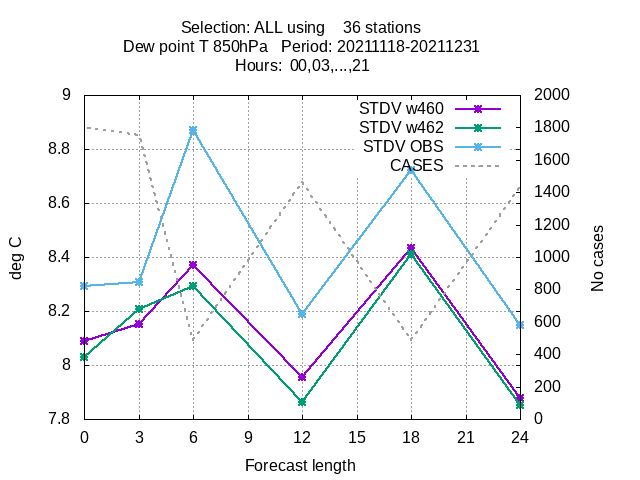 Selection: ALL using    36 stations
Dew point T 850hPa   Period: 20211118-20211231
Hours: 00,03,...,21
STDV w460
STDV w462
STDV OBS
CASES
deg C
9
8.8
8.6
8.4
8.2
8
7.8
2000
1800
1600
1400
1200
1000
800
600
400
200
0
No cases
0 3 6 9 12 15 18 21 24
Forecast length